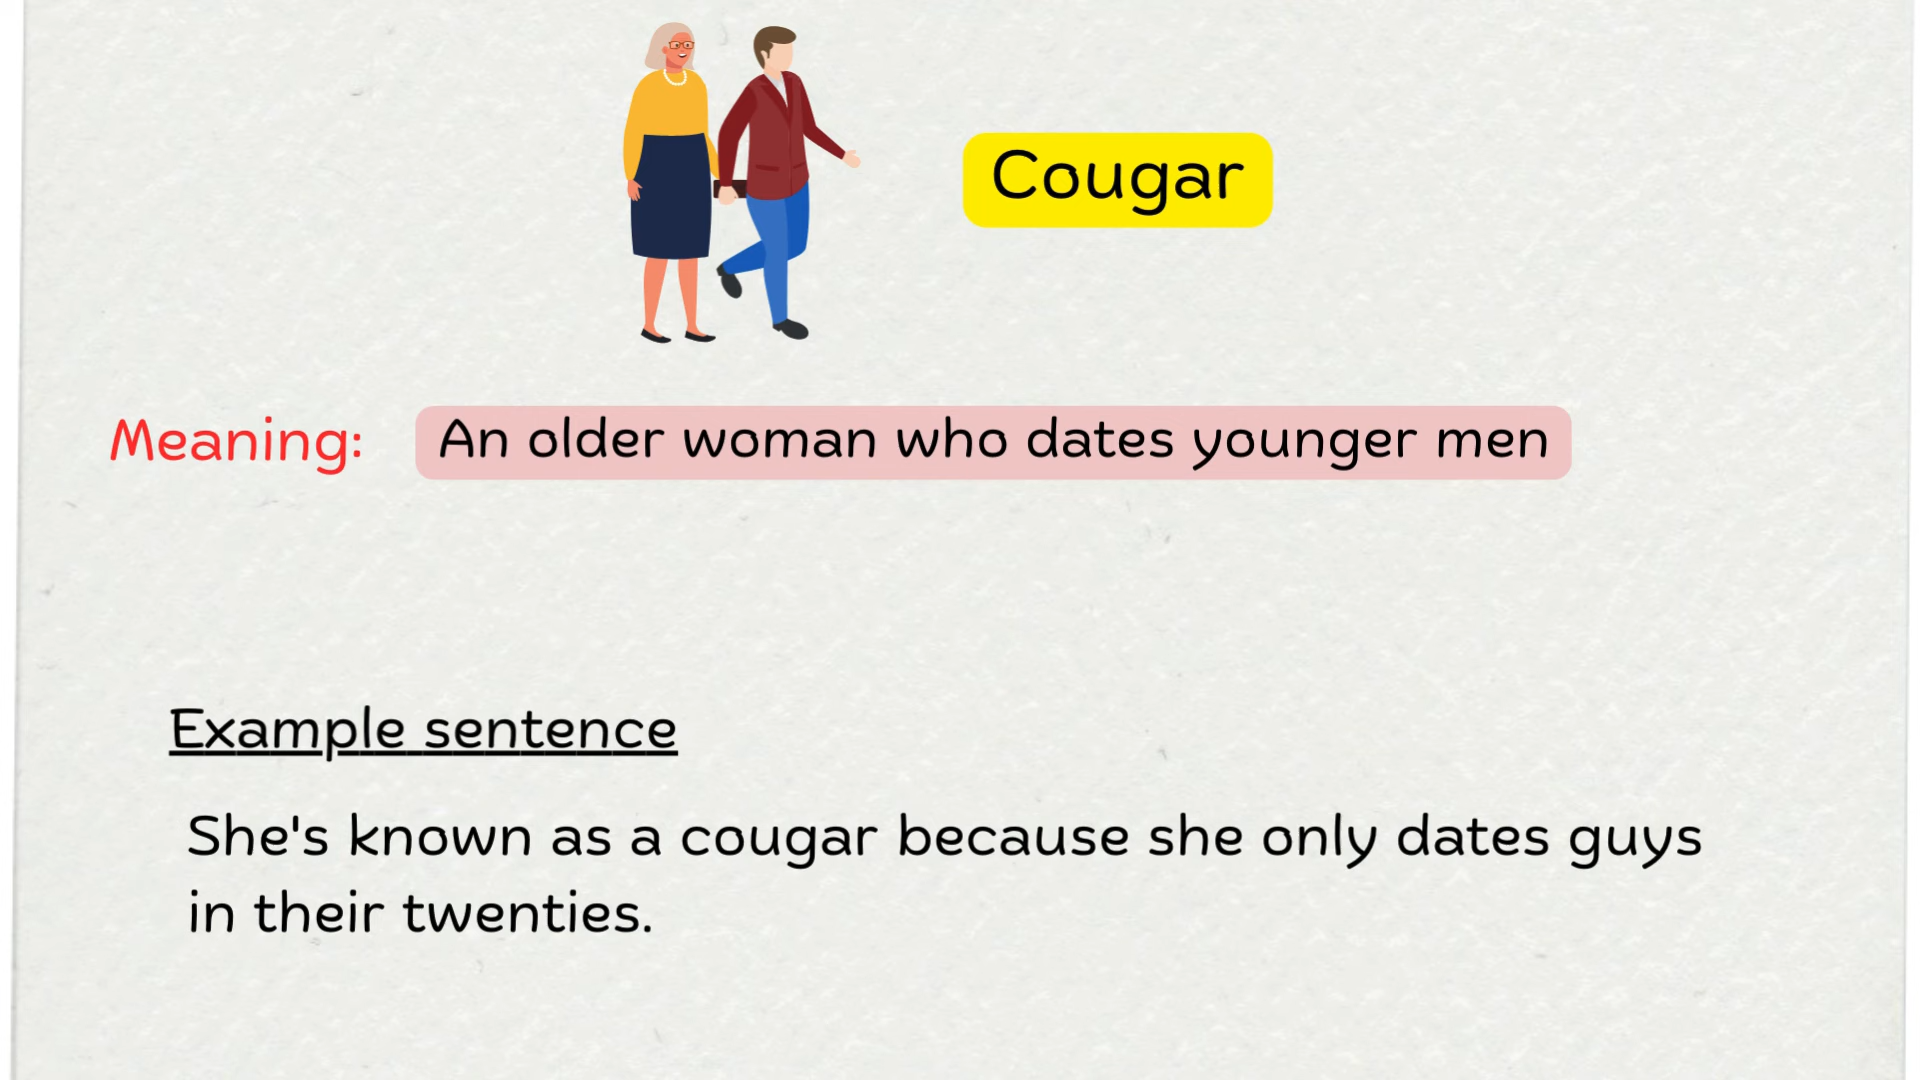 Cougar
Meaning: An older woman who dates younger men
Example sentence
She's known as a cougar because she only dates guys
in their twenties.